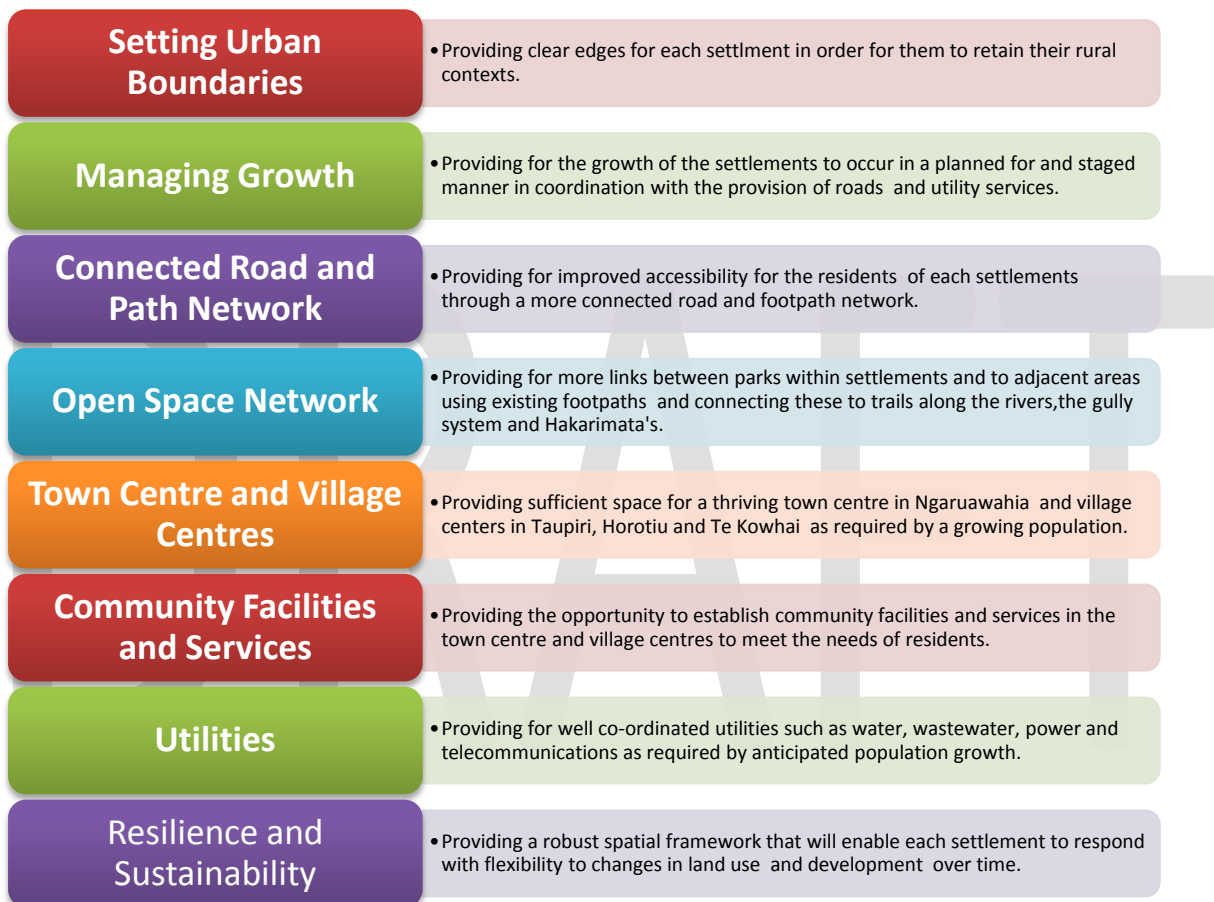 Setting Urban
Boundaries
•Providing clear edges for each settlment in order for them to retain their rural
contexts.
Managing Growth
•Providing for the growth of the settlements to occur in a planned for and staged
manner in coordination with the provision of roads and utility services.
Connected Road and
Path Network
•Providing for improved accessibility for the residents of each settlements
through a more connected road and footpath network.
Open Space Network
•Providing for more links between parks within settlements and to adjacent areas
using existing footpaths and connecting these to trails along the rivers,the gully
system and Hakarimata's.
Town Centre and Village
Centres
•Providing sufficient space for a thriving town centre in Ngaruawahia and village
centers in Taupiri, Horotiu and Te Kowhai as required by a growing population.
Community Facilities
and Services
•Providing the opportunity to establish community facilities and services in the
town centre and village centres to meet the needs of residents.
Utilities
•Providing for well co-ordinated utilities such as water, wastewater, power and
telecommunications as required by anticipated population growth.
Resilience and
Sustainability
•Providing a robust spatial framework that will enable each settlement to respond
with flexibility to changes in land use and development over time.
DRAFT